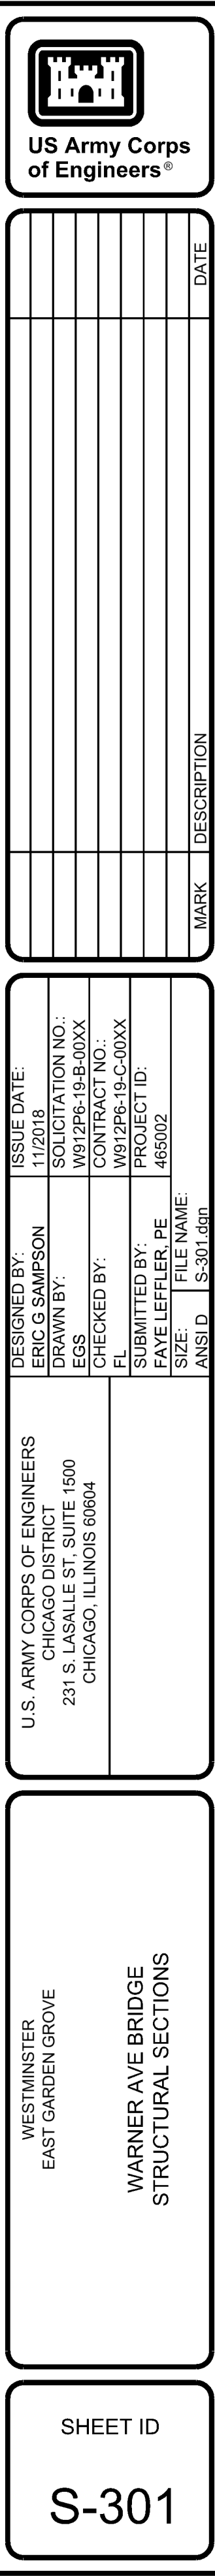 US Army Corps
of Engineers®
MARK DESCRIPTION DATE
DESIGNED BY:
ERIC G SAMPSON
ISSUE DATE:
11/2018
DRAWN BY:
EGS
SOLICITATION NO.:
W912P6-19-B-00XX
CHECKED BY:
FL
CONTRACT NO.:
W912P6-19-C-00XX
SUBMITTED BY:
FAYE LEFFLER, PE
PROJECT ID:
465002
SIZE:
ANSI D
FILE NAME:
S-301.dgn
U.S. ARMY CORPS OF ENGINEERS
CHICAGO DISTRICT
231 S. LASALLE ST, SUITE 1500
CHICAGO, ILLINOIS 60604
WESTMINSTER
EAST GARDEN GROVE
WARNER AVE BRIDGE
STRUCTURAL SECTIONS
SHEET ID
S-301